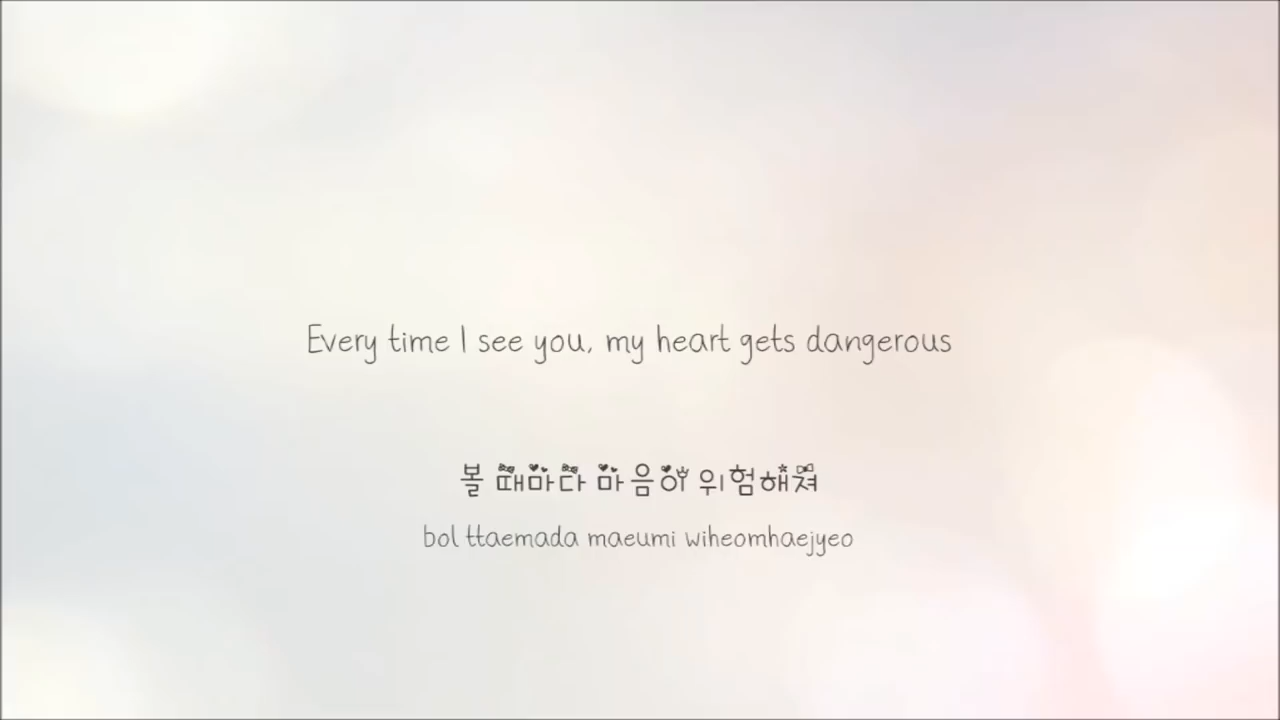 Every time I see you, my heart gets dangerous
볼 때마다 마음이 위험해져
bol ttaemada maeumi wiheomhaejyeo